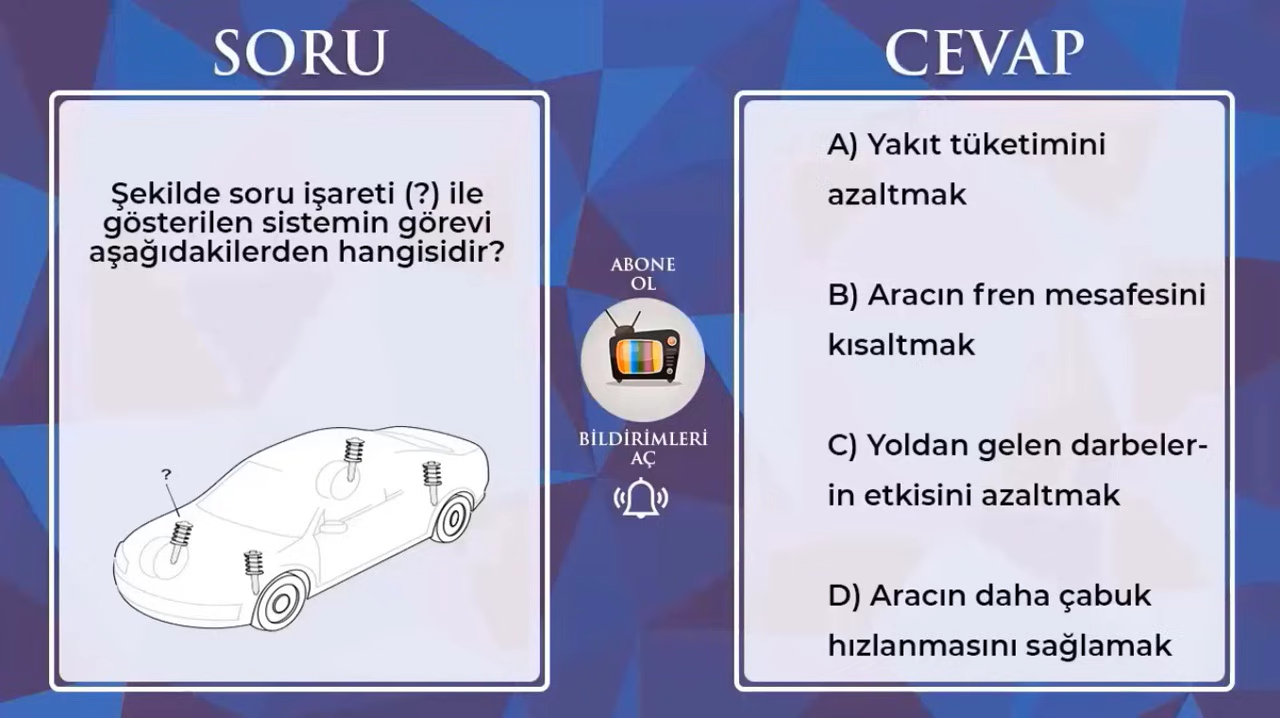 SORU
Şekilde soru işareti (?) ile
gösterilen sistemin görevi
aşağıdakilerden hangisidir?
?
ABONE
OL
BİLDİRİMLERİ
AÇ
CEVAP
A) Yakıt tüketimini
azaltmak
B) Aracın fren mesafesini
kısaltmak
C) Yoldan gelen darbeler-
in etkisini azaltmak
D) Aracın daha çabuk
hızlanmasını sağlamak